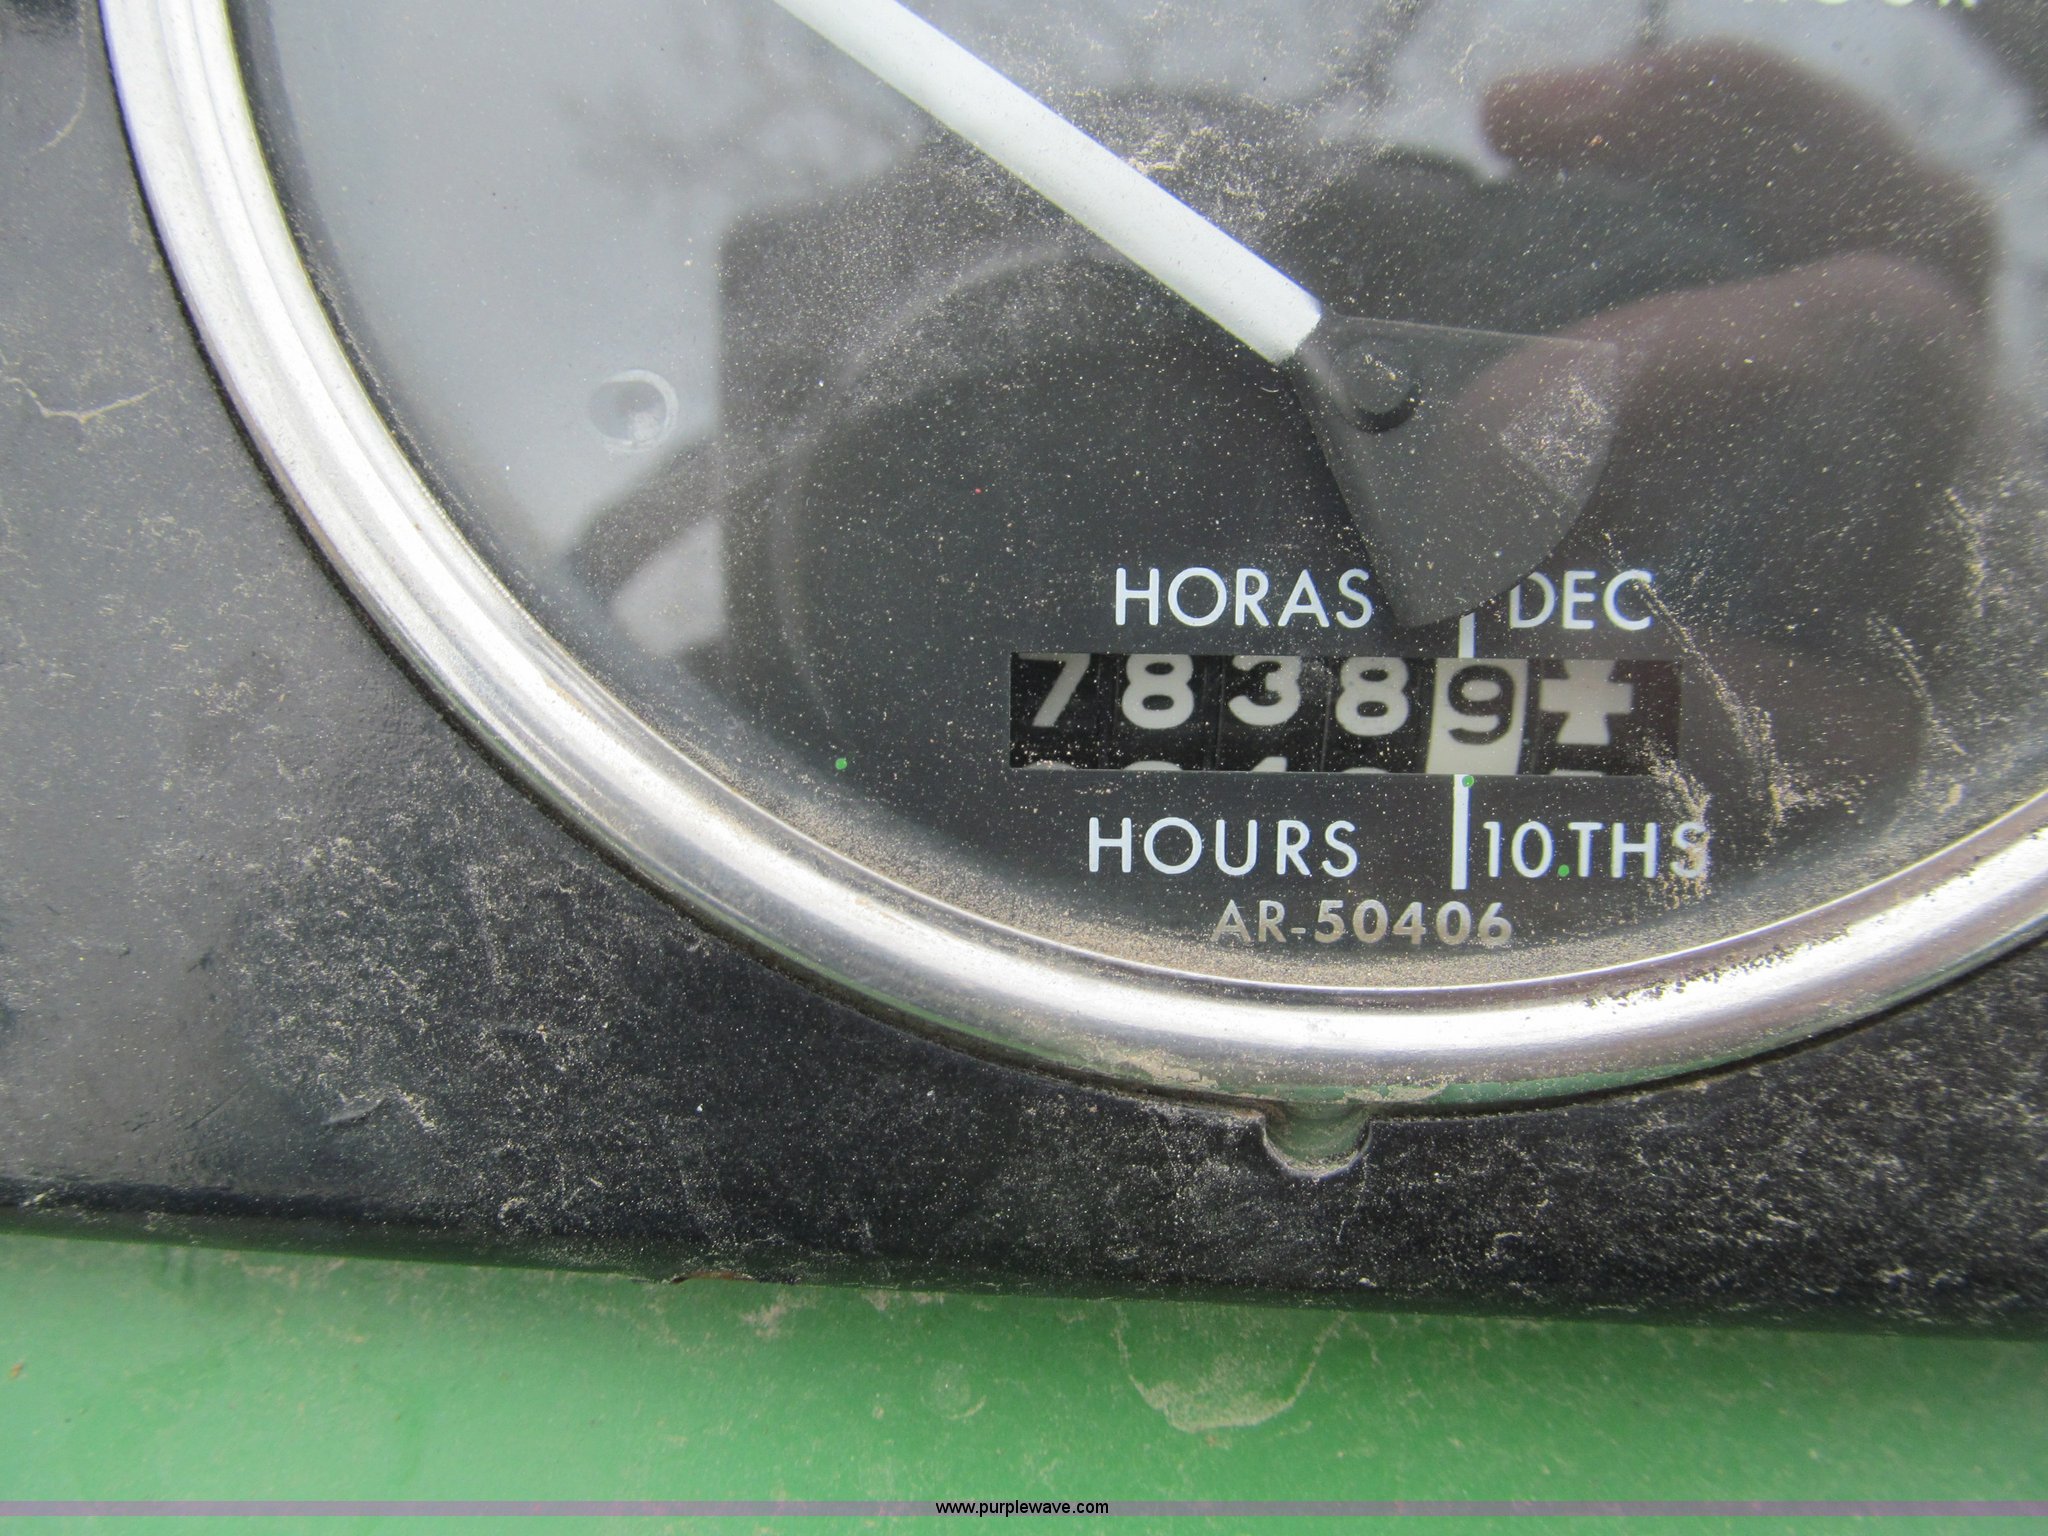 HORAS DEC
78389
HOURS 10.THS
AR-50406
www.purplewave.com